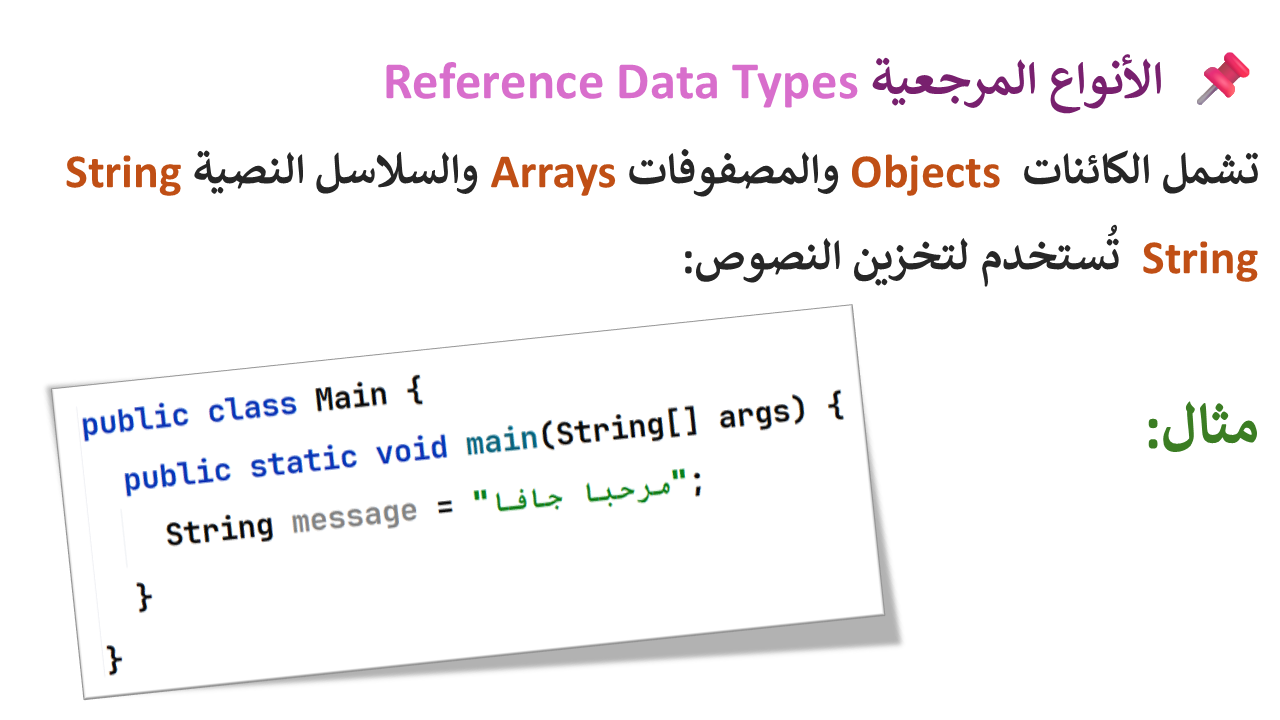 📌 الأنواع المرجعية Reference Data Types
تشمل الكائنات Objects والمصفوفات Arrays والسلاسل النصية String
String تُستخدم لتخزين النصوص:
مثال:
public class Main {
public static void main(String[] args) {
String message = "مرحبا جافا";
}
}